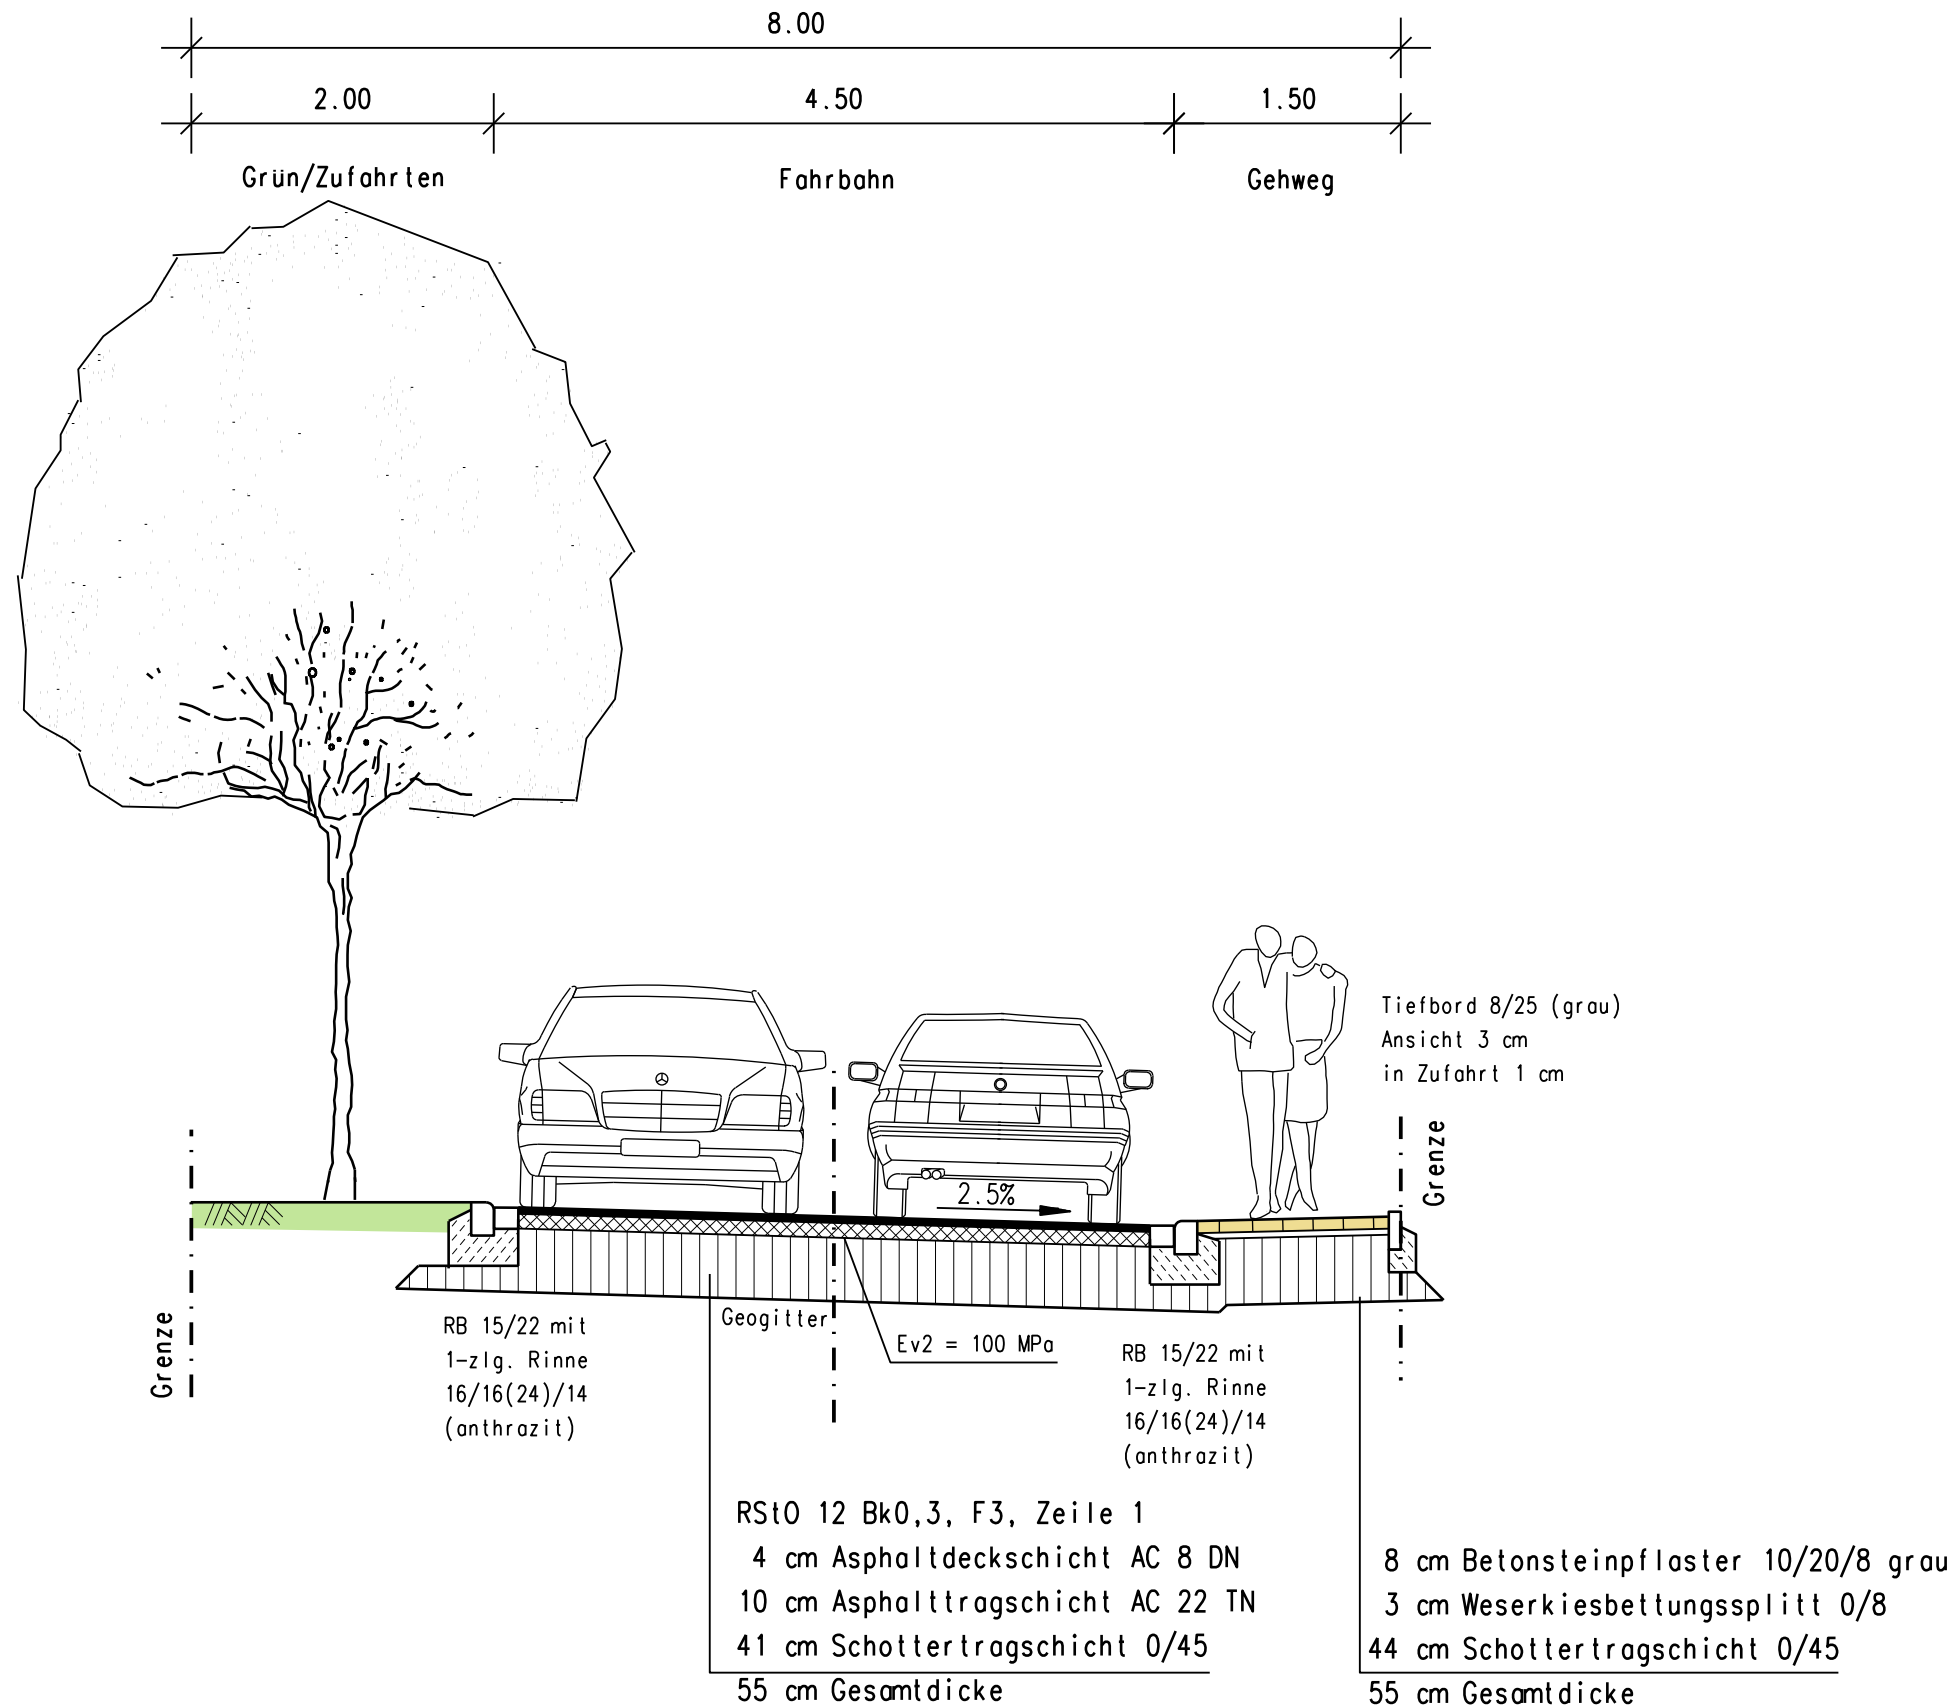 8.00
2.00 4.50 1.50
Grün/Zufahrten Fahrbahn Gehweg
Tiefbord 8/25 (grau)
Ansicht 3 cm
in Zufahrt 1 cm
Grenze
2.5%
Grenze
Geogitter
Ev2 = 100 MPa
RB 15/22 mit
1-zlg. Rinne
16/16(24)/14
(anthrazit)
RB 15/22 mit
1-zlg. Rinne
16/16(24)/14
(anthrazit)
RStO 12 Bk0,3, F3, Zeile 1
4 cm Asphaltdeckschicht AC 8 DN
10 cm Asphalttragschicht AC 22 TN
41 cm Schottertragschicht 0/45
55 cm Gesamtdicke
8 cm Betonsteinpflaster 10/20/8 grau
3 cm Weserkiesbettungssplitt 0/8
44 cm Schottertragschicht 0/45
55 cm Gesamtdicke